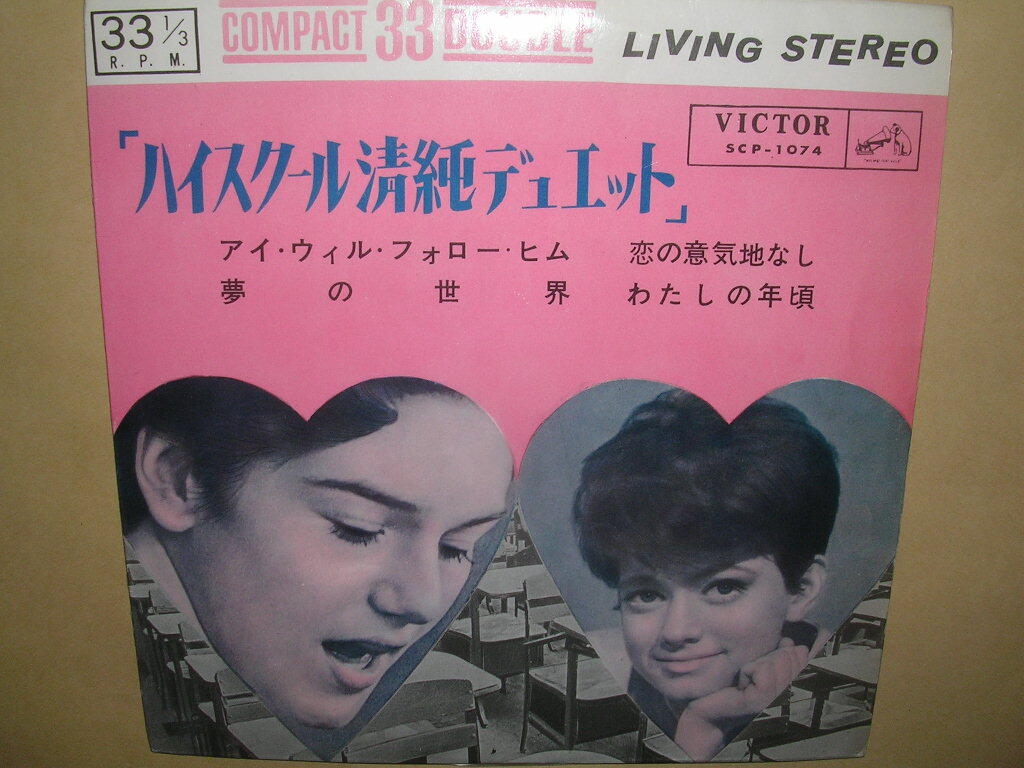 33 1/3
R. P. M.
COMPACT 33 DOUBLE
LIVING STEREO
VICTOR
SCP-1074
「ハイスクール清純デュエット」
アイ・ウィル・フォロー・ヒム 恋の意気地なし
夢の世界 わたしの年頃